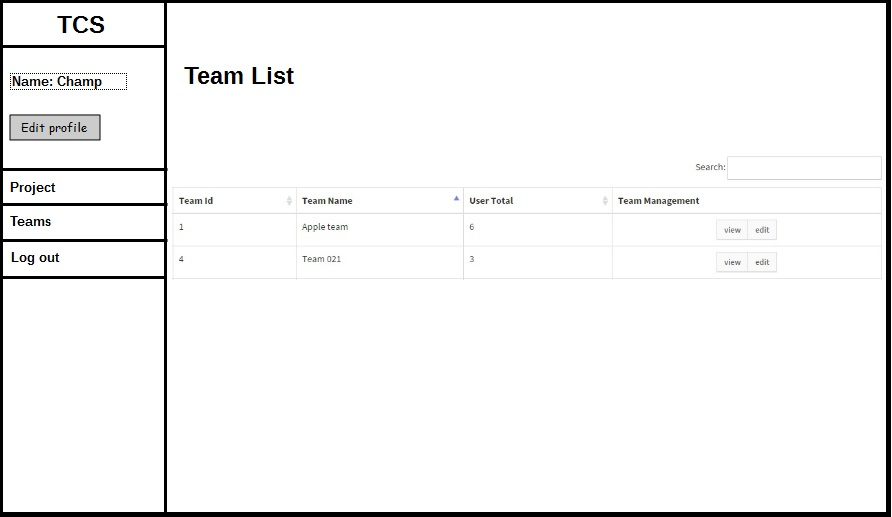 TCS
Name: Champ
Edit profile
Project
Teams
Log out
Team List
Search:
Team Id Team Name User Total Team Management
1 Apple team 6 view edit
4 Team 021 3 view edit